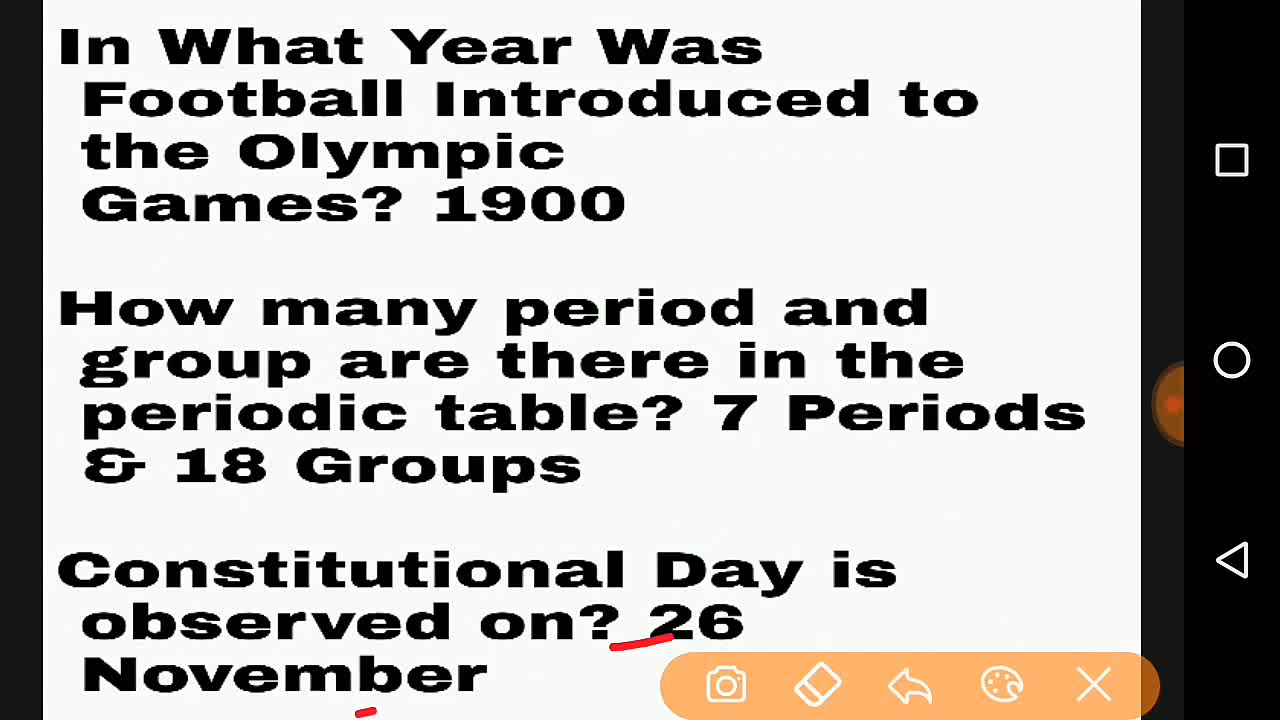 In What Year Was
Football Introduced to
the Olympic
Games? 1900
How many period and
group are there in the
periodic table? 7 Periods
& 18 Groups
Constitutional Day is
observed on? 26
November